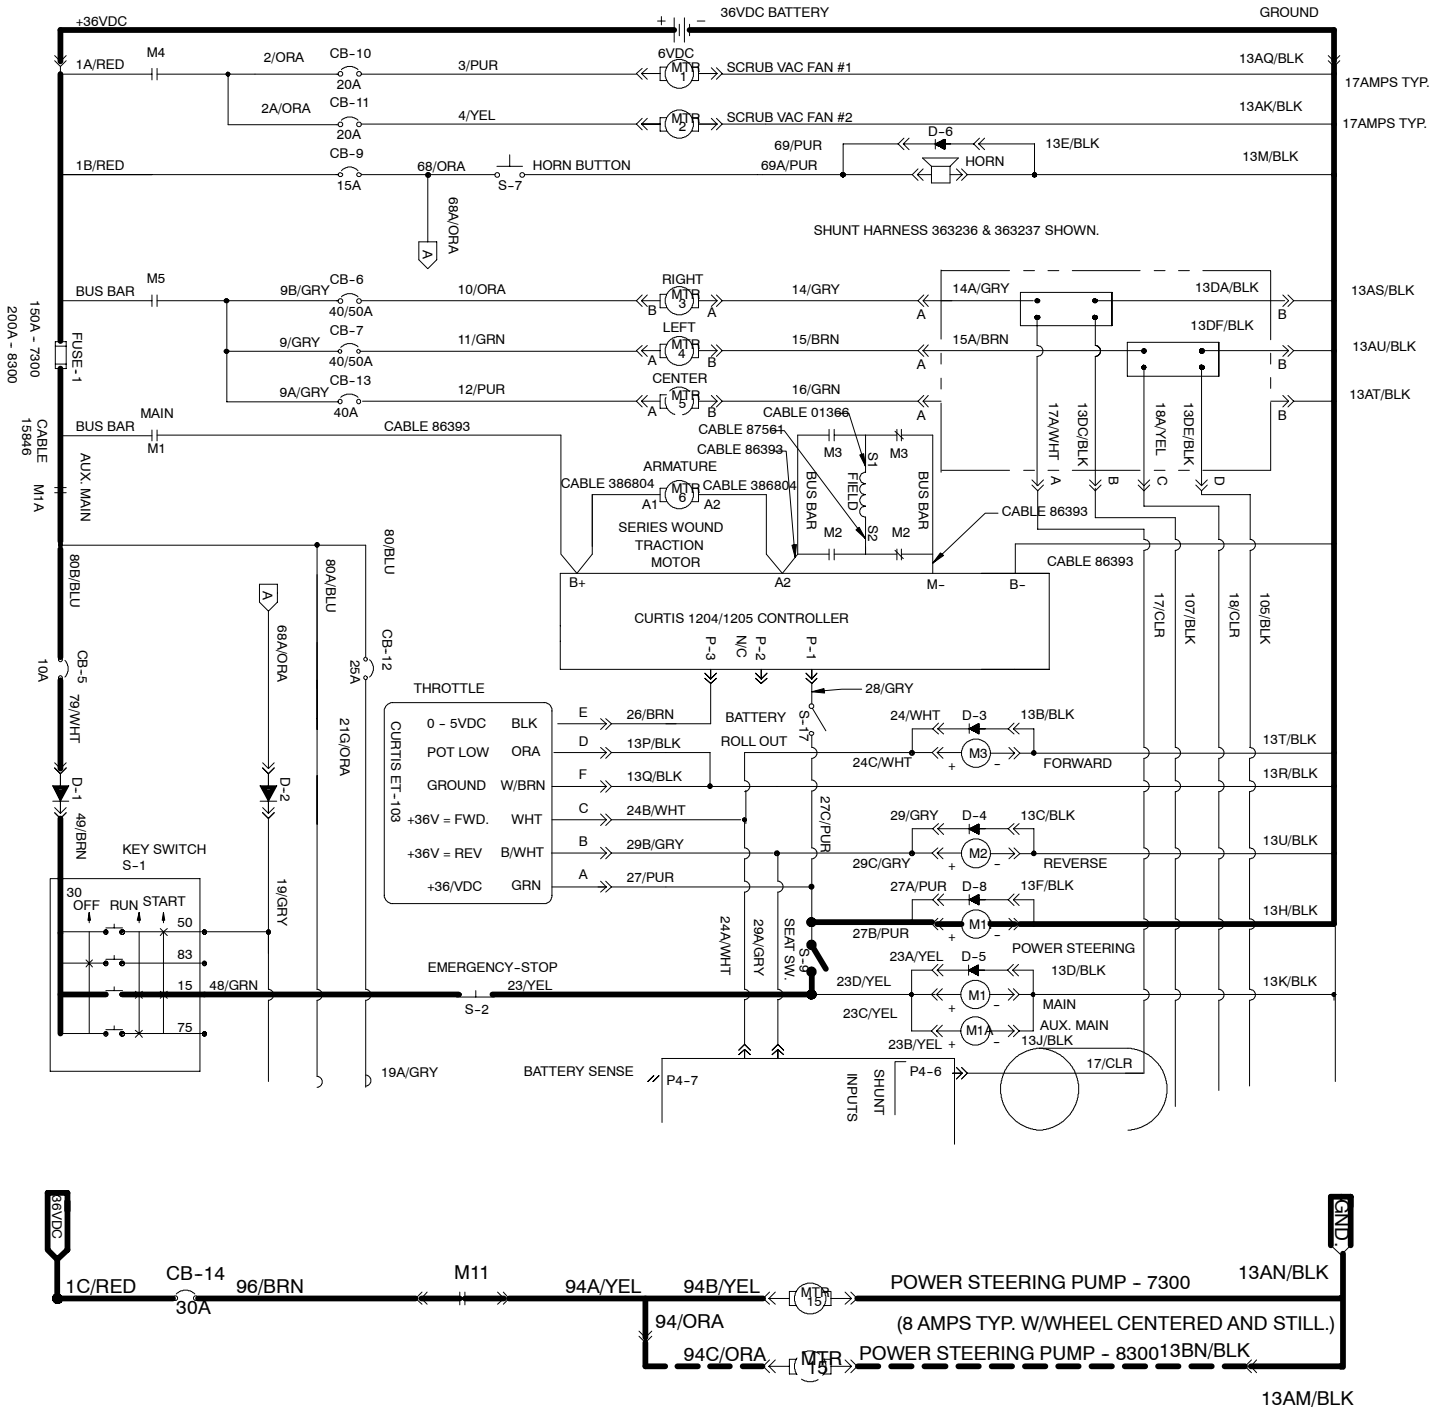 +36VDC
+ −
36VDC BATTERY
GROUND
1A/RED
M4
2/ORA
CB-10
20A
3/PUR
6VDC
MTR
1
SCRUB VAC FAN #1
13AQ/BLK
17AMPS TYP.
2A/ORA
CB-11
20A
4/YEL
MTR
2
SCRUB VAC FAN #2
13AK/BLK
17AMPS TYP.
1B/RED
CB-9
15A
68/ORA
S-7
HORN BUTTON
69/PUR
69A/PUR
D-6
HORN
13E/BLK
13M/BLK
68A/ORA
A
SHUNT HARNESS 363236 & 363237 SHOWN.
BUS BAR
M5
9B/GRY
CB-6
40/50A
10/ORA
RIGHT
B
MTR
3
A
14/GRY
A
14A/GRY
13DA/BLK
B
13AS/BLK
150A - 7300
200A - 8300
FUSE-1
9/GRY
CB-7
40/50A
11/GRN
LEFT
A
MTR
4
B
15/BRN
A
15A/BRN
13DF/BLK
B
13AU/BLK
9A/GRY
CB-13
40A
12/PUR
CENTER
A
MTR
5
B
16/GRN
A
B
13AT/BLK
17A/WHT
13DC/BLK
18A/YEL
13DE/BLK
A
B
C
D
CABLE
15846
BUS BAR
MAIN
M1
CABLE 86393
CABLE 01366
CABLE 87561
CABLE 86393
M1A
AUX. MAIN
ARMATURE
CABLE 386804
A1
MTR
6
A2
CABLE 386804
SERIES WOUND
TRACTION
MOTOR
BUS BAR
M3
M3
S1
FIELD
S2
M2
M2
BUS BAR
CABLE 86393
CABLE 86393
B+
A2
M-
B-
CURTIS 1204/1205 CONTROLLER
P-3
N/C
P-2
P-1
80B/BLU
80A/BLU
80/BLU
A
68A/ORA
CB-5
10A
CB-12
25A
79/WHT
21G/ORA
17/CLR
107/BLK
18/CLR
105/BLK
28/GRY
THROTTLE
CURTIS ET-103
0 - 5VDC BLK
E
26/BRN
POT LOW ORA
D
13P/BLK
GROUND W/BRN
F
13Q/BLK
+36V = FWD. WHT
C
24B/WHT
+36V = REV B/WHT
B
29B/GRY
+36/VDC GRN
A
27/PUR
BATTERY
ROLL OUT
S-17
27C/PUR
24/WHT
D-3
13B/BLK
24C/WHT
+
M3
-
FORWARD
13T/BLK
13R/BLK
29/GRY
D-4
13C/BLK
29C/GRY
+
M2
-
REVERSE
13U/BLK
27A/PUR
D-8
13F/BLK
27B/PUR
+
M1
-
POWER STEERING
13H/BLK
D-1
D-2
49/BRN
19/GRY
KEY SWITCH
S-1
30
OFF RUN START
50
83
15
75
48/GRN
EMERGENCY-STOP
S-2
23/YEL
24A/WHT
29A/GRY
SEAT SW.
S-9
23A/YEL
D-5
13D/BLK
23D/YEL
+
M1
-
MAIN
13K/BLK
23C/YEL
23B/YEL
+
M1A
-
AUX. MAIN
13J/BLK
19A/GRY
BATTERY SENSE
P4-7
INPUTS
SHUNT
P4-6
17/CLR
36VDC
GND.
1C/RED
CB-14
30A
96/BRN
M11
94A/YEL
94B/YEL
MTR
15
POWER STEERING PUMP - 7300
13AN/BLK
94/ORA
(8 AMPS TYP. W/WHEEL CENTERED AND STILL.)
94C/ORA
MTR
15
POWER STEERING PUMP - 8300
13BN/BLK
13AM/BLK